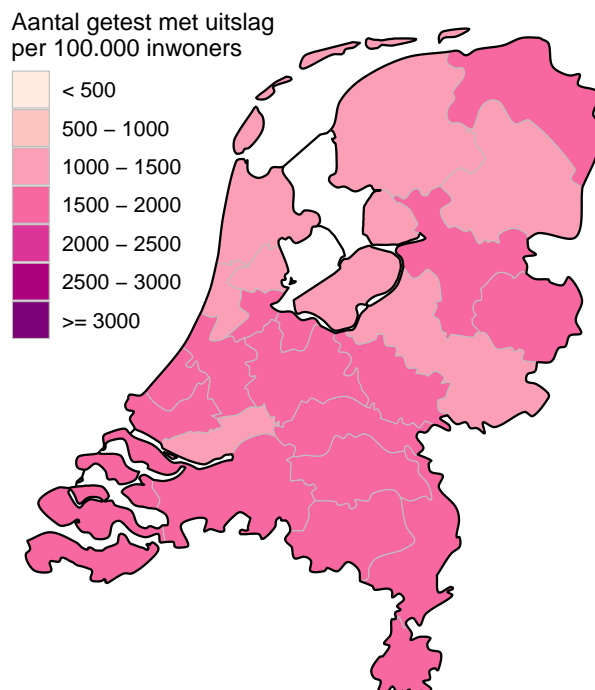 Aantal getest met uitslag
per 100.000 inwoners
< 500
500 – 1000
1000 – 1500
1500 – 2000
2000 – 2500
2500 – 3000
>= 3000